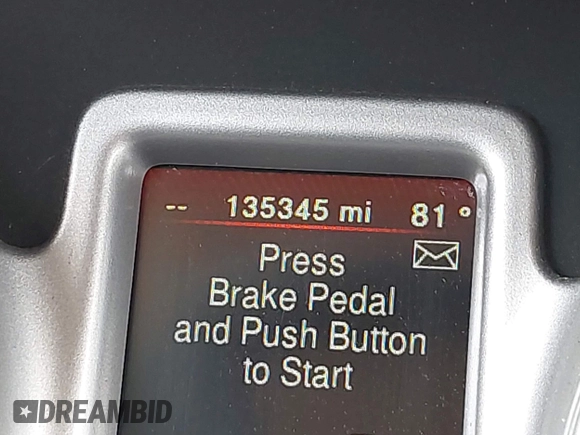 -- 135345 mi 81°
Press
Brake Pedal
and Push Button
to Start
DREAMBID